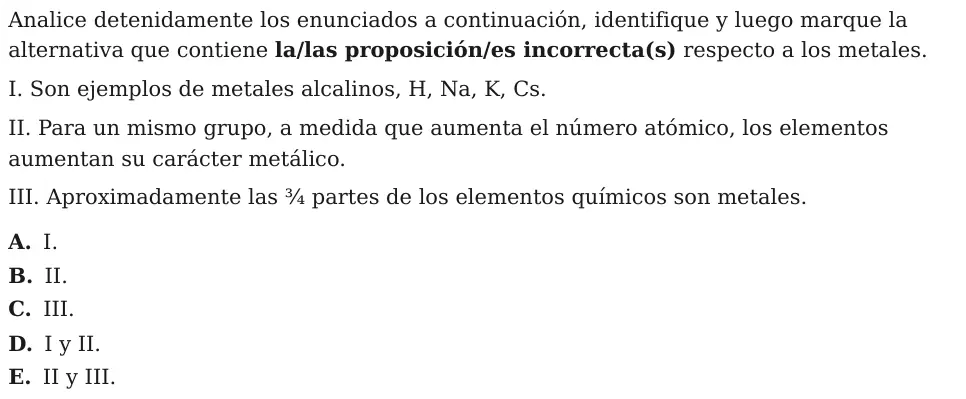 Analice detenidamente los enunciados a continuación, identifique y luego marque la
alternativa que contiene la/las proposición/es incorrecta(s) respecto a los metales.
I. Son ejemplos de metales alcalinos, H, Na, K, Cs.
II. Para un mismo grupo, a medida que aumenta el número atómico, los elementos
aumentan su carácter metálico.
III. Aproximadamente las ¾ partes de los elementos químicos son metales.
A. I.
B. II.
C. III.
D. I y II.
E. II y III.